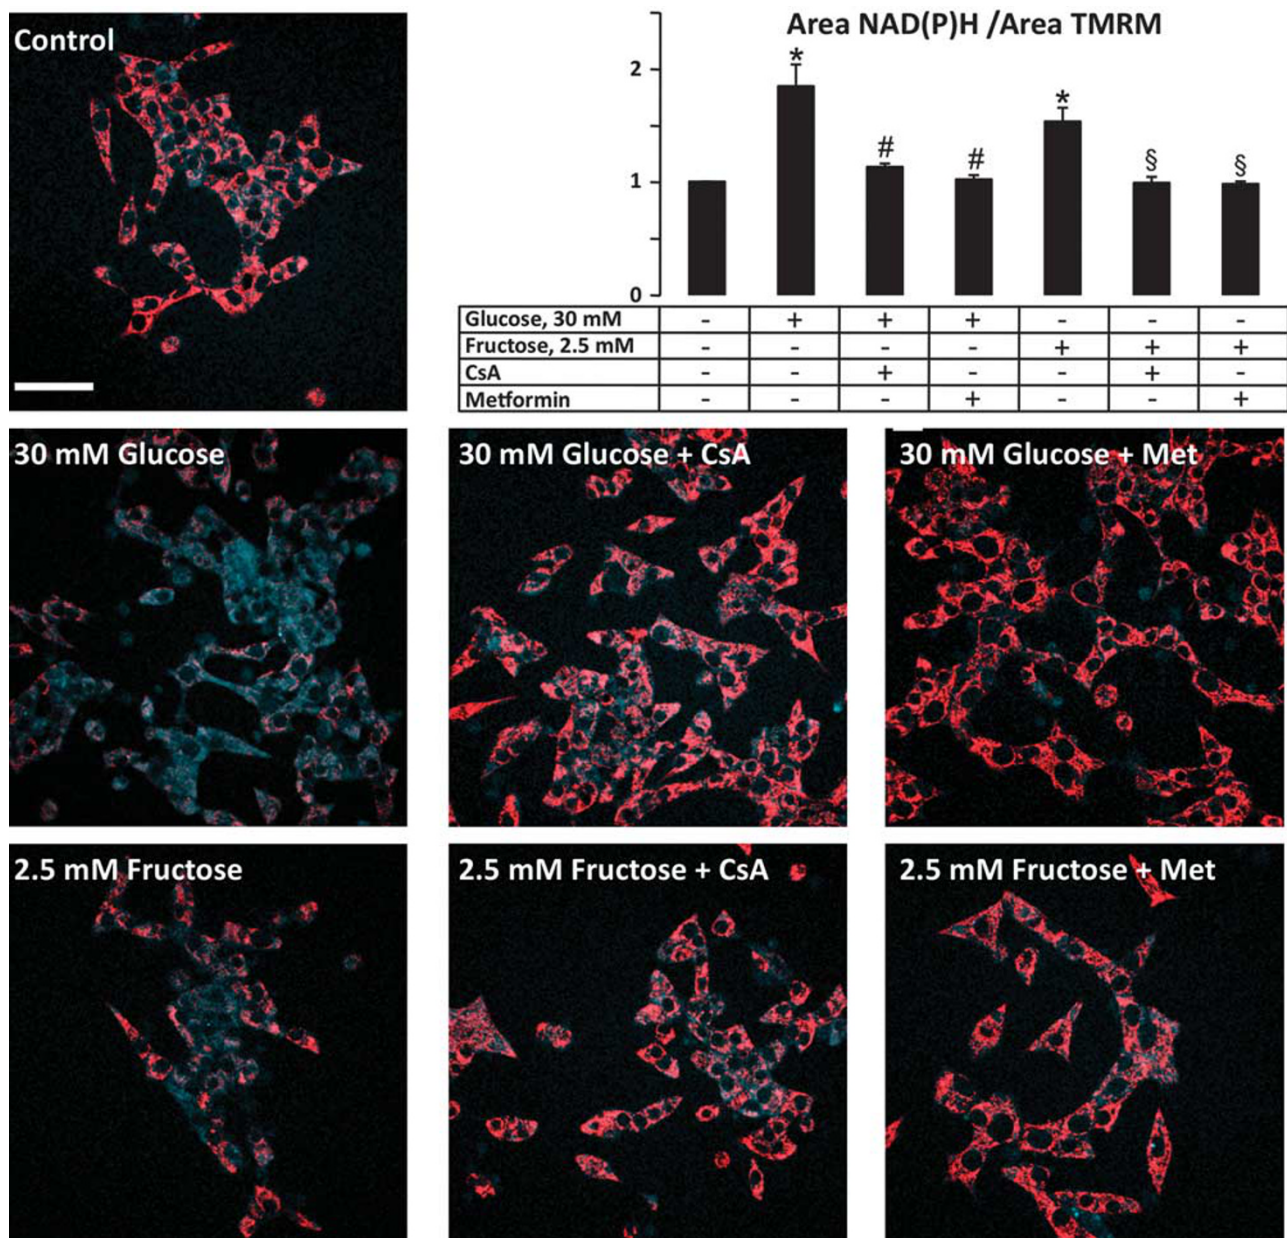 Control
Area NAD(P)H /Area TMRM
2
1
0
* # # * § §
Glucose, 30 mM - + + + - - -
Fructose, 2.5 mM - - - - + + +
CsA - - + - - + -
Metformin - - - + - - +
30 mM Glucose
30 mM Glucose + CsA
30 mM Glucose + Met
2.5 mM Fructose
2.5 mM Fructose + CsA
2.5 mM Fructose + Met